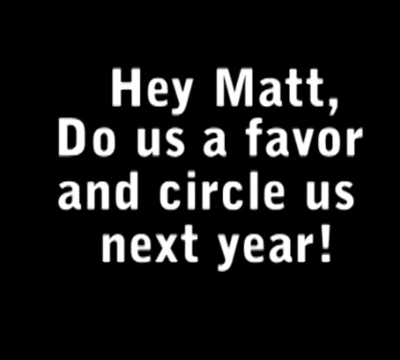 Hey Matt,
Do us a favor
and circle us
next year!